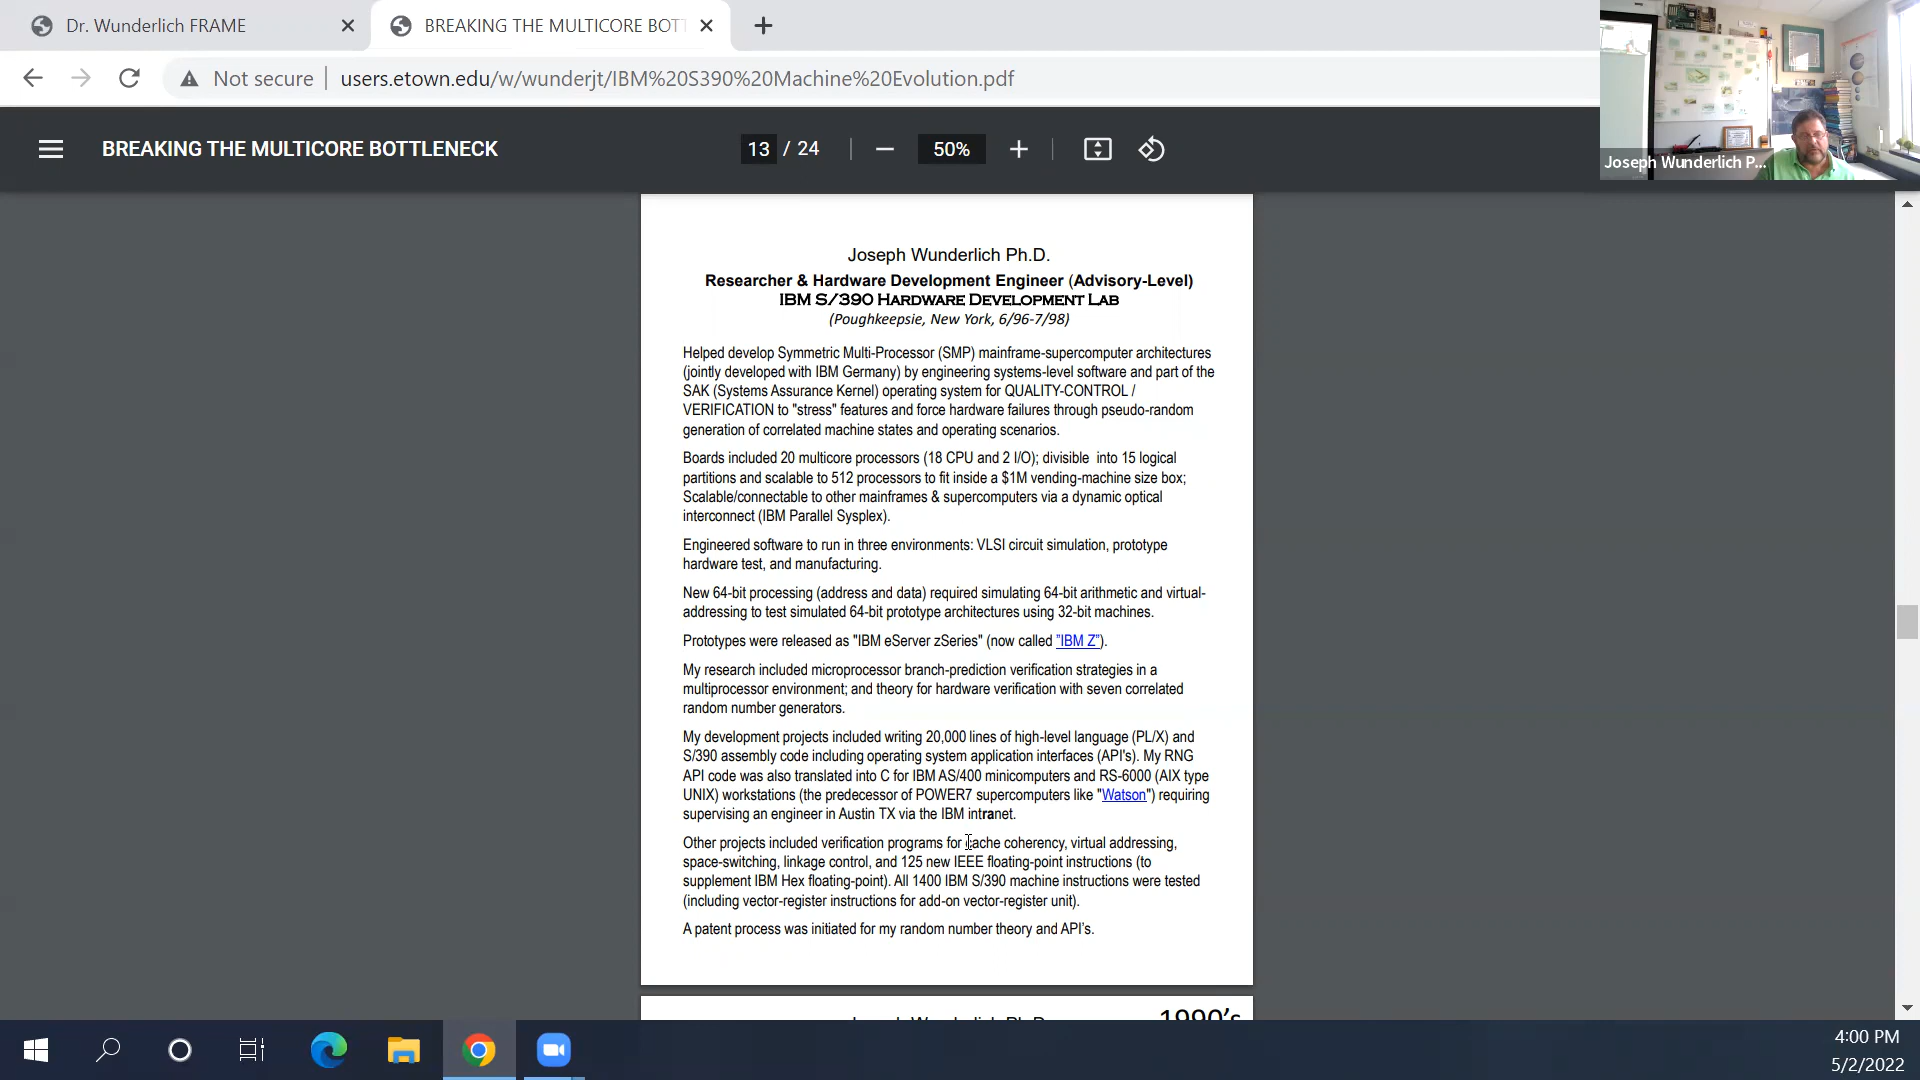 Dr. Wunderlich FRAME
BREAKING THE MULTICORE BOTT
Not secure
users.etown.edu/w/wunderjt/IBM%20S390%20Machine%20Evolution.pdf
Joseph Wunderlich P...
BREAKING THE MULTICORE BOTTLENECK
13 / 24
50%
Joseph Wunderlich Ph.D.
Researcher & Hardware Development Engineer (Advisory-Level)
IBM S/390 HARDWARE DEVELOPMENT LAB
(Poughkeepsie, New York, 6/96-7/98)
Helped develop Symmetric Multi-Processor (SMP) mainframe-supercomputer architectures
(jointly developed with IBM Germany) by engineering systems-level software and part of the
SAK (Systems Assurance Kernel) operating system for QUALITY-CONTROL /
VERIFICATION to "stress" features and force hardware failures through pseudo-random
generation of correlated machine states and operating scenarios.
Boards included 20 multicore processors (18 CPU and 2 I/O); divisible into 15 logical
partitions and scalable to 512 processors to fit inside a $1M vending-machine size box;
Scalable/connectable to other mainframes & supercomputers via a dynamic optical
interconnect (IBM Parallel Sysplex).
Engineered software to run in three environments: VLSI circuit simulation, prototype
hardware test, and manufacturing.
New 64-bit processing (address and data) required simulating 64-bit arithmetic and virtual-
addressing to test simulated 64-bit prototype architectures using 32-bit machines.
Prototypes were released as "IBM eServer zSeries" (now called "IBM Z").
My research included microprocessor branch-prediction verification strategies in a
multiprocessor environment; and theory for hardware verification with seven correlated
random number generators.
My development projects included writing 20,000 lines of high-level language (PL/X) and
S/390 assembly code including operating system application interfaces (API's). My RNG
API code was also translated into C for IBM AS/400 minicomputers and RS-6000 (AIX type
UNIX) workstations (the predecessor of POWER7 supercomputers like "Watson") requiring
supervising an engineer in Austin TX via the IBM intranet.
Other projects included verification programs for cache coherency, virtual addressing,
space-switching, linkage control, and 125 new IEEE floating-point instructions (to
supplement IBM Hex floating-point). All 1400 IBM S/390 machine instructions were tested
(including vector-register instructions for add-on vector-register unit).
A patent process was initiated for my random number theory and API's.
1990's
Joseph Wunderlich Ph.D.
4:00 PM
5/2/2022